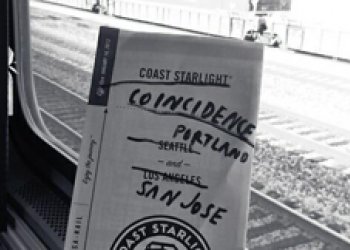 COAST STARLIGHT®
COINCIDENCE
PORTLAND
SEATTLE
— and —
LOS ANGELES
SAN JOSE
COAST STARLIGHT